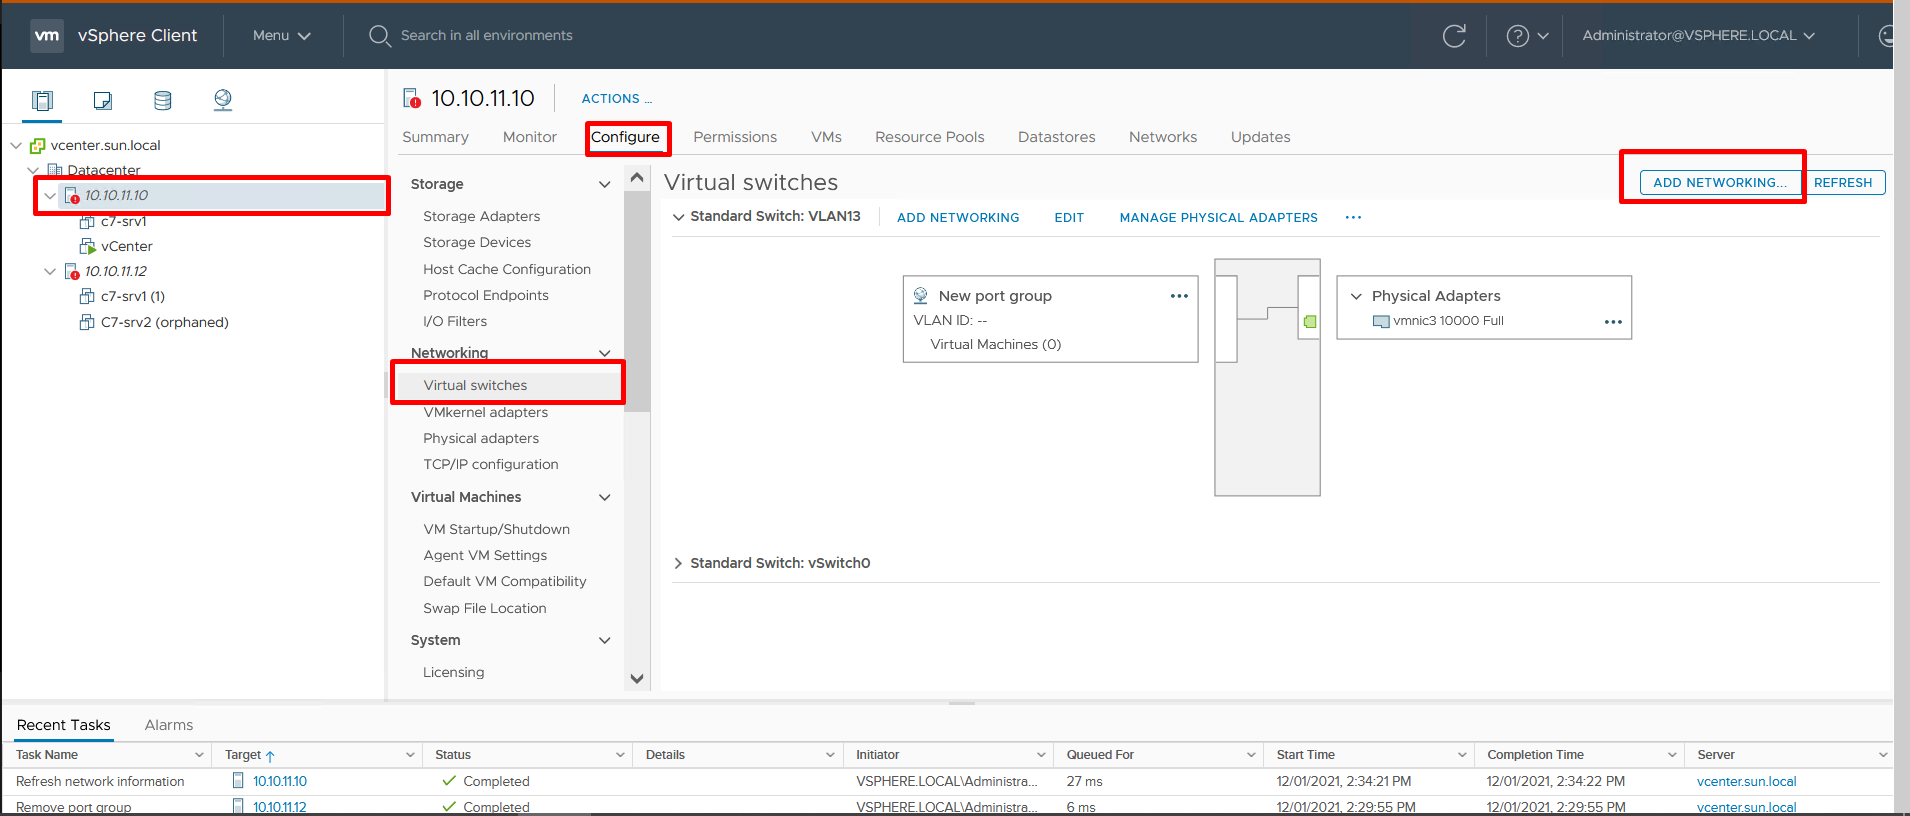 vm vSphere Client Menu Search in all environments Administrator@VSPHERE.LOCAL
10.10.11.10 ACTIONS ...
Summary Monitor Configure Permissions VMs Resource Pools Datastores Networks Updates
vcenter.sun.local
Datacenter
10.10.11.10
c7-srv1
vCenter
10.10.11.12
c7-srv1 (1)
C7-srv2 (orphaned)
Storage
Storage Adapters
Storage Devices
Host Cache Configuration
Protocol Endpoints
I/O Filters
Networking
Virtual switches
VMkernel adapters
Physical adapters
TCP/IP configuration
Virtual Machines
VM Startup/Shutdown
Agent VM Settings
Default VM Compatibility
Swap File Location
System
Licensing
Virtual switches
ADD NETWORKING... REFRESH
Standard Switch: VLAN13 ADD NETWORKING EDIT MANAGE PHYSICAL ADAPTERS ...
New port group ...
VLAN ID: --
Virtual Machines (0)
Physical Adapters
vmnic3 10000 Full ...
Standard Switch: vSwitch0
Recent Tasks Alarms
Task Name Target Status Details Initiator Queued For Start Time Completion Time Server
Refresh network information 10.10.11.10 Completed VSPHERE.LOCAL\Administra... 27 ms 12/01/2021, 2:34:21 PM 12/01/2021, 2:34:22 PM vcenter.sun.local
Remove port group 10.10.11.12 Completed VSPHERE.LOCAL\Administra... 6 ms 12/01/2021, 2:29:55 PM 12/01/2021, 2:29:55 PM vcenter.sun.local